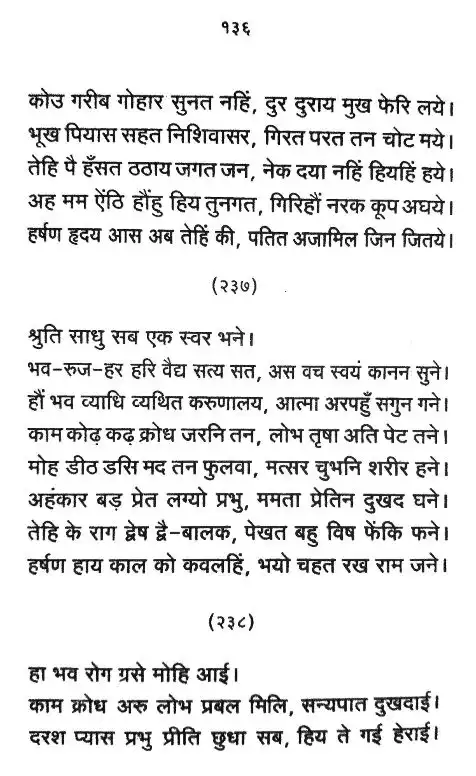 १३६
कोउ गरीब गोहार सुनत नहिं, दुर दुराय मुख फेरि लये।
भूख पियास सहत निशिवासर, गिरत परत तन चोट मये।
तेहि पै हँसत ठठाय जगत जन, नेक दया नहिं हियहिं हये।
अह मम ऐंठि हौंहु हिय तुनगत, गिरिहौं नरक कूप अघये।
हर्षण हृदय आस अब तेहिं की, पतित अजामिल जिन जितये।
(२३७)
श्रुति साधु सब एक स्वर भने।
भव-रुज-हर हरि वैद्य सत्य सत, अस वच स्वयं कानन सुने।
हौं भव व्याधि व्यथित करुणालय, आत्मा अरपहुँ सगुन गने।
काम कोढ़ कढ़ क्रोध जरनि तन, लोभ तृषा अति पेट तने।
मोह डीठ डसि मद तन फुलवा, मत्सर चुभनि शरीर हने।
अहंकार बड़ प्रेत लग्यो प्रभु, ममता प्रेतिन दुखद घने।
तेहि के राग द्वेष द्वै-बालक, पेखत बहु विष फेंकि फने।
हर्षण हाय काल को कवलहिं, भयो चहत रख राम जने।
(२३८)
हा भव रोग ग्रसे मोहि आई।
काम क्रोध अरु लोभ प्रबल मिलि, सन्यपात दुखदाई।
दरश प्यास प्रभु प्रीति छुधा सब, हिय ते गई हेराई।